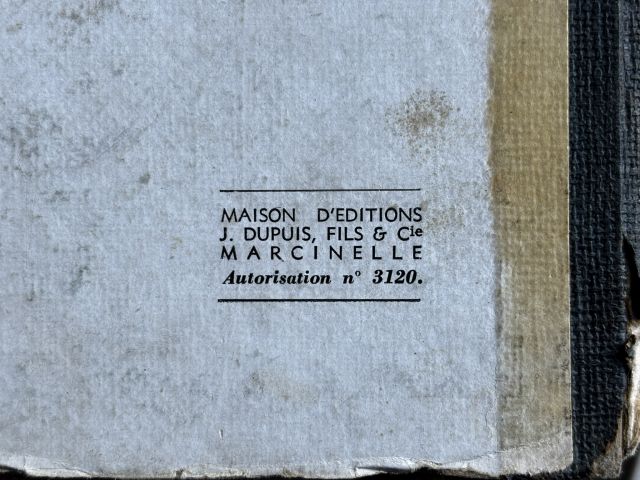 MAISON D'EDITIONS
J. DUPUIS, FILS & Cie
MARCINELLE
Autorisation n° 3120.